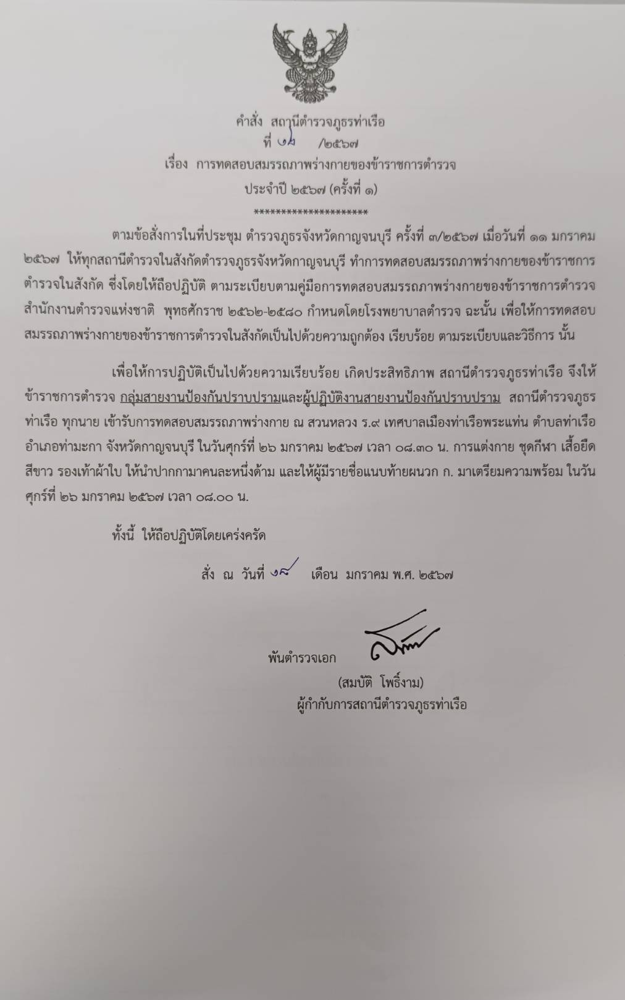 คำสั่ง สถานีตำรวจภูธรท่าเรือ
ที่ /๒๕๖๗
เรื่อง การทดสอบสมรรถภาพร่างกายของข้าราชการตำรวจ
ประจำปี ๒๕๖๗ (ครั้งที่ ๑)
*********************
ตามข้อสั่งการในที่ประชุม ตำรวจภูธรจังหวัดกาญจนบุรี ครั้งที่ ๓/๒๕๖๗ เมื่อวันที่ ๑๑ มกราคม
๒๕๖๗ ให้ทุกสถานีตำรวจในสังกัดตำรวจภูธรจังหวัดกาญจนบุรี ทำการทดสอบสมรรถภาพร่างกายของข้าราชการ
ตำรวจในสังกัด ซึ่งโดยให้ถือปฏิบัติ ตามระเบียบตามคู่มือการทดสอบสมรรถภาพร่างกายของข้าราชการตำรวจ
สำนักงานตำรวจแห่งชาติ พุทธศักราช ๒๕๖๒-๒๕๘๐ กำหนดโดยโรงพยาบาลตำรวจ ฉะนั้น เพื่อให้การทดสอบ
สมรรถภาพร่างกายของข้าราชการตำรวจในสังกัดเป็นไปด้วยความถูกต้อง เรียบร้อย ตามระเบียบและวิธีการ นั้น
เพื่อให้การปฏิบัติเป็นไปด้วยความเรียบร้อย เกิดประสิทธิภาพ สถานีตำรวจภูธรท่าเรือ จึงให้
ข้าราชการตำรวจ กลุ่มสายงานป้องกันปราบปรามและผู้ปฏิบัติงานสายงานป้องกันปราบปราม สถานีตำรวจภูธร
ท่าเรือ ทุกนาย เข้ารับการทดสอบสมรรถภาพร่างกาย ณ สวนหลวง ร.๙ เทศบาลเมืองท่าเรือพระแท่น ตำบลท่าเรือ
อำเภอท่ามะกา จังหวัดกาญจนบุรี ในวันศุกร์ที่ ๒๖ มกราคม ๒๕๖๗ เวลา ๐๘.๓๐ น. การแต่งกาย ชุดกีฬา เสื้อยืด
สีขาว รองเท้าผ้าใบ ให้นำปากกามาคนละหนึ่งด้าม และให้ผู้มีรายชื่อแนบท้ายผนวก ก. มาเตรียมความพร้อม ในวัน
ศุกร์ที่ ๒๖ มกราคม ๒๕๖๗ เวลา ๐๘.๐๐ น.
ทั้งนี้ ให้ถือปฏิบัติโดยเคร่งครัด
สั่ง ณ วันที่ ๑๘ เดือน มกราคม พ.ศ. ๒๕๖๗
พันตำรวจเอก
(สมบัติ โพธิ์งาม)
ผู้กำกับการสถานีตำรวจภูธรท่าเรือ